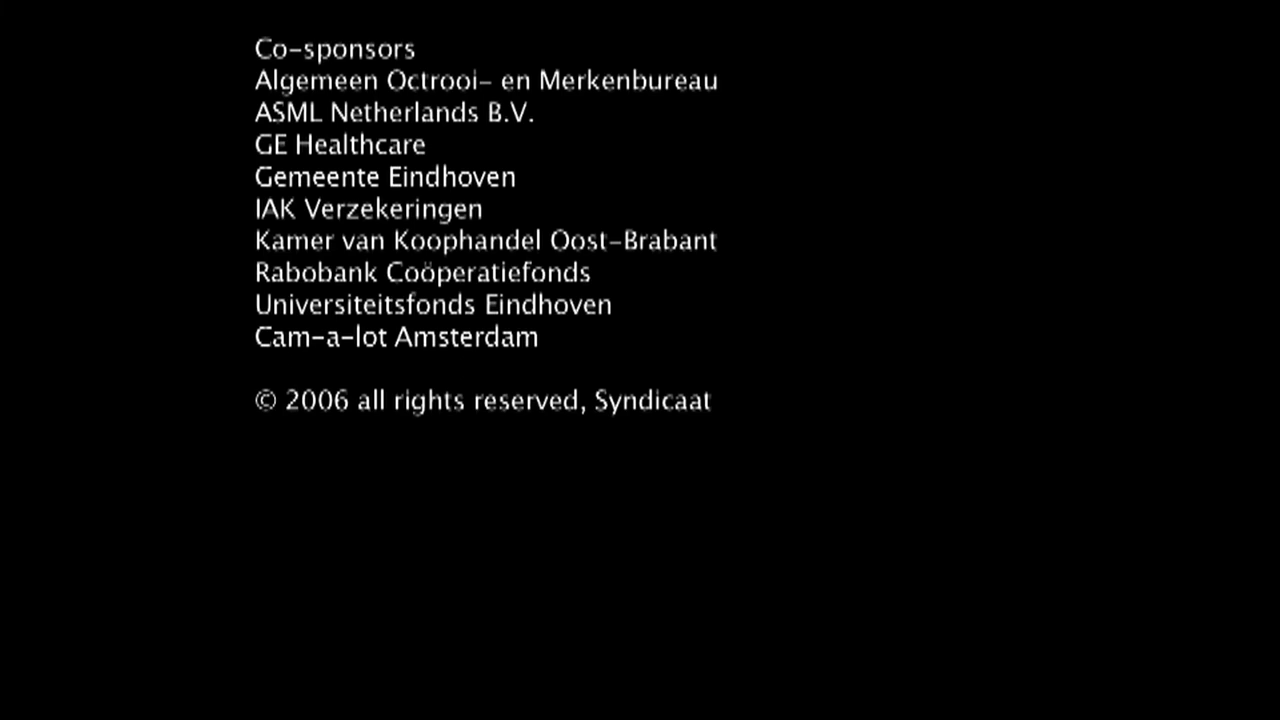 Co-sponsors
Algemeen Octrooi- en Merkenbureau
ASML Netherlands B.V.
GE Healthcare
Gemeente Eindhoven
IAK Verzekeringen
Kamer van Koophandel Oost-Brabant
Rabobank Coöperatiefonds
Universiteitsfonds Eindhoven
Cam-a-lot Amsterdam
© 2006 all rights reserved, Syndicaat